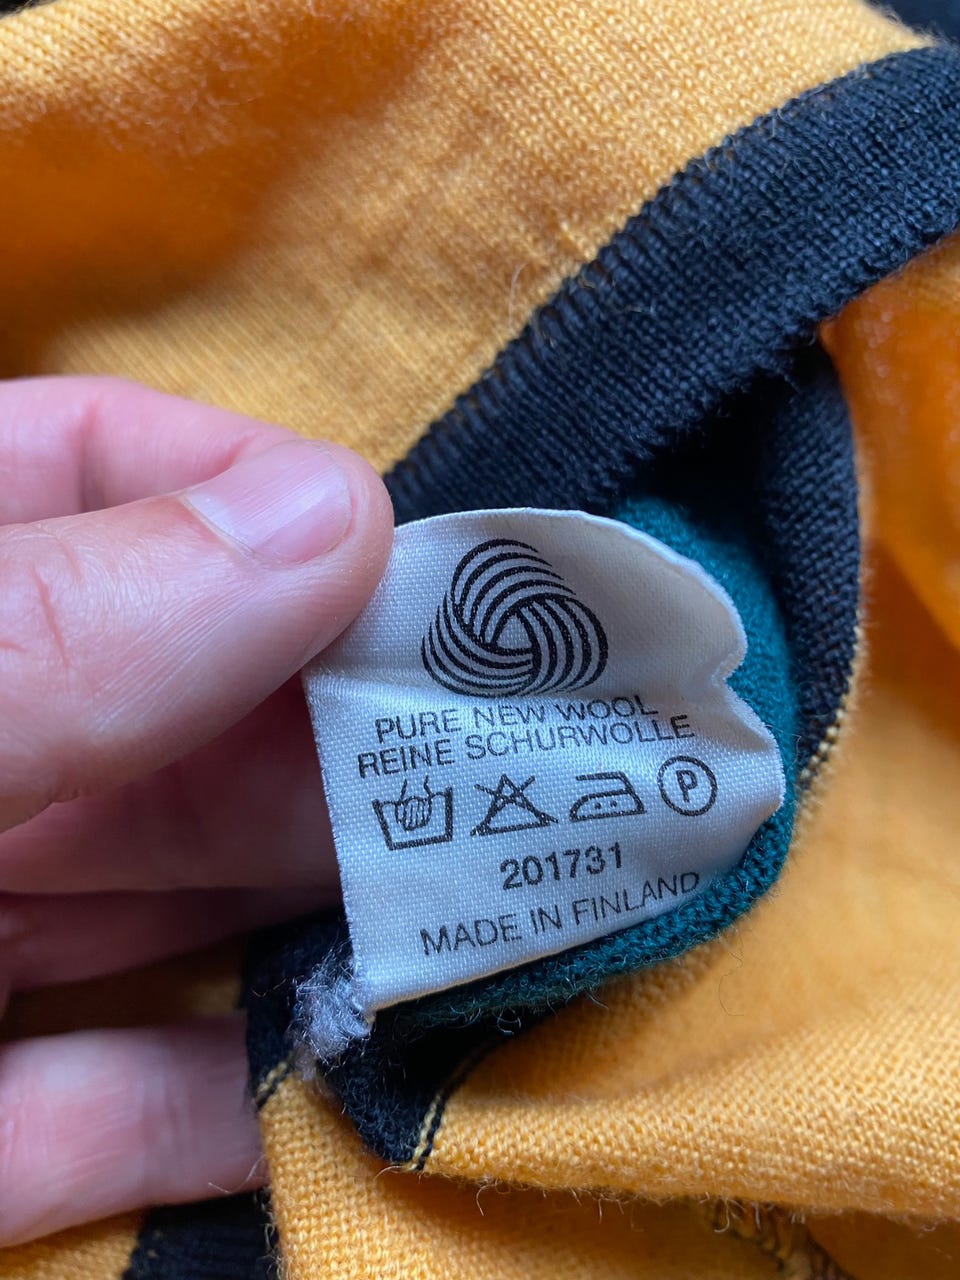 PURE NEW WOOL
REINE SCHURWOLLE
P
201731
MADE IN FINLAND